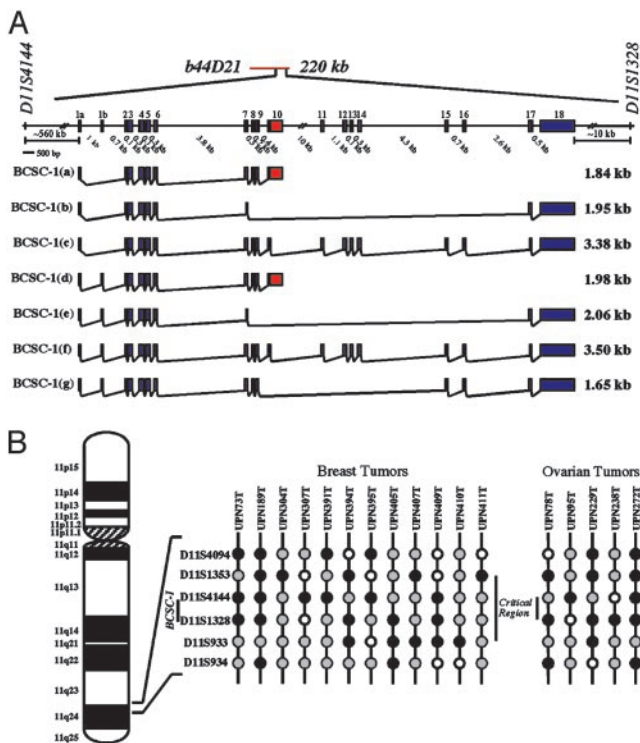 A
D11S4144
b44D21 220 kb
D11S1328
1a 1b 2 3 4 5 6 7 8 9 10 11 12 13 14 15 16 17 18
~560 kb
~10 kb
1 kb 0.7 kb 3.8 kb 10 kb 1.1 kb 4.3 kb 0.7 kb 2.6 kb 0.5 kb
500 bp
BCSC-1(a) 1.84 kb
BCSC-1(b) 1.95 kb
BCSC-1(c) 3.38 kb
BCSC-1(d) 1.98 kb
BCSC-1(e) 2.06 kb
BCSC-1(f) 3.50 kb
BCSC-1(g) 1.65 kb
B
Breast Tumors
Ovarian Tumors
UPN73T UPN189T UPN304T UPN307T UPN391T UPN394T UPN395T UPN405T UPN407T UPN409T UPN410T UPN411T
UPN78T UPN95T UPN229T UPN238T UPN272T
11p15
11p14
11p13
11p12
11p11.2
11p11.1
11q11
11q12
11q13
11q14
11q21
11q22
11q23
11q24
11q25
BCSC-1
D11S4094
D11S1353
D11S4144
D11S1328
D11S933
D11S934
Critical
Region